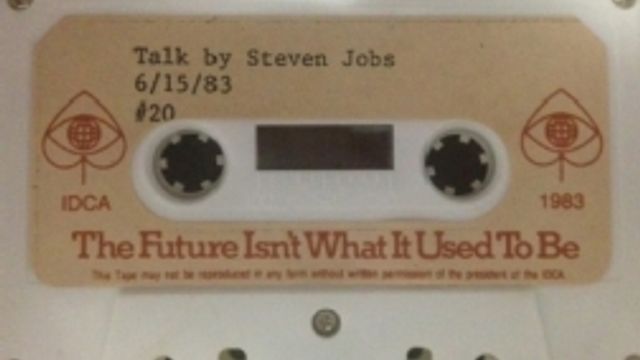 Talk by Steven Jobs
6/15/83
#20
IDCA
1983
The Future Isn't What It Used To Be
This Tape may not be reproduced in any form without written permission of the president of the IDCA